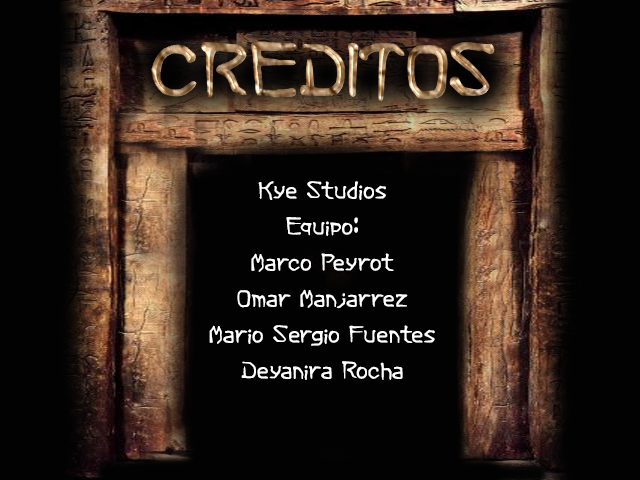 CREDITOS
Kye Studios
Equipo:
Marco Peyrot
Omar Manjarrez
Mario Sergio Fuentes
Deyanira Rocha